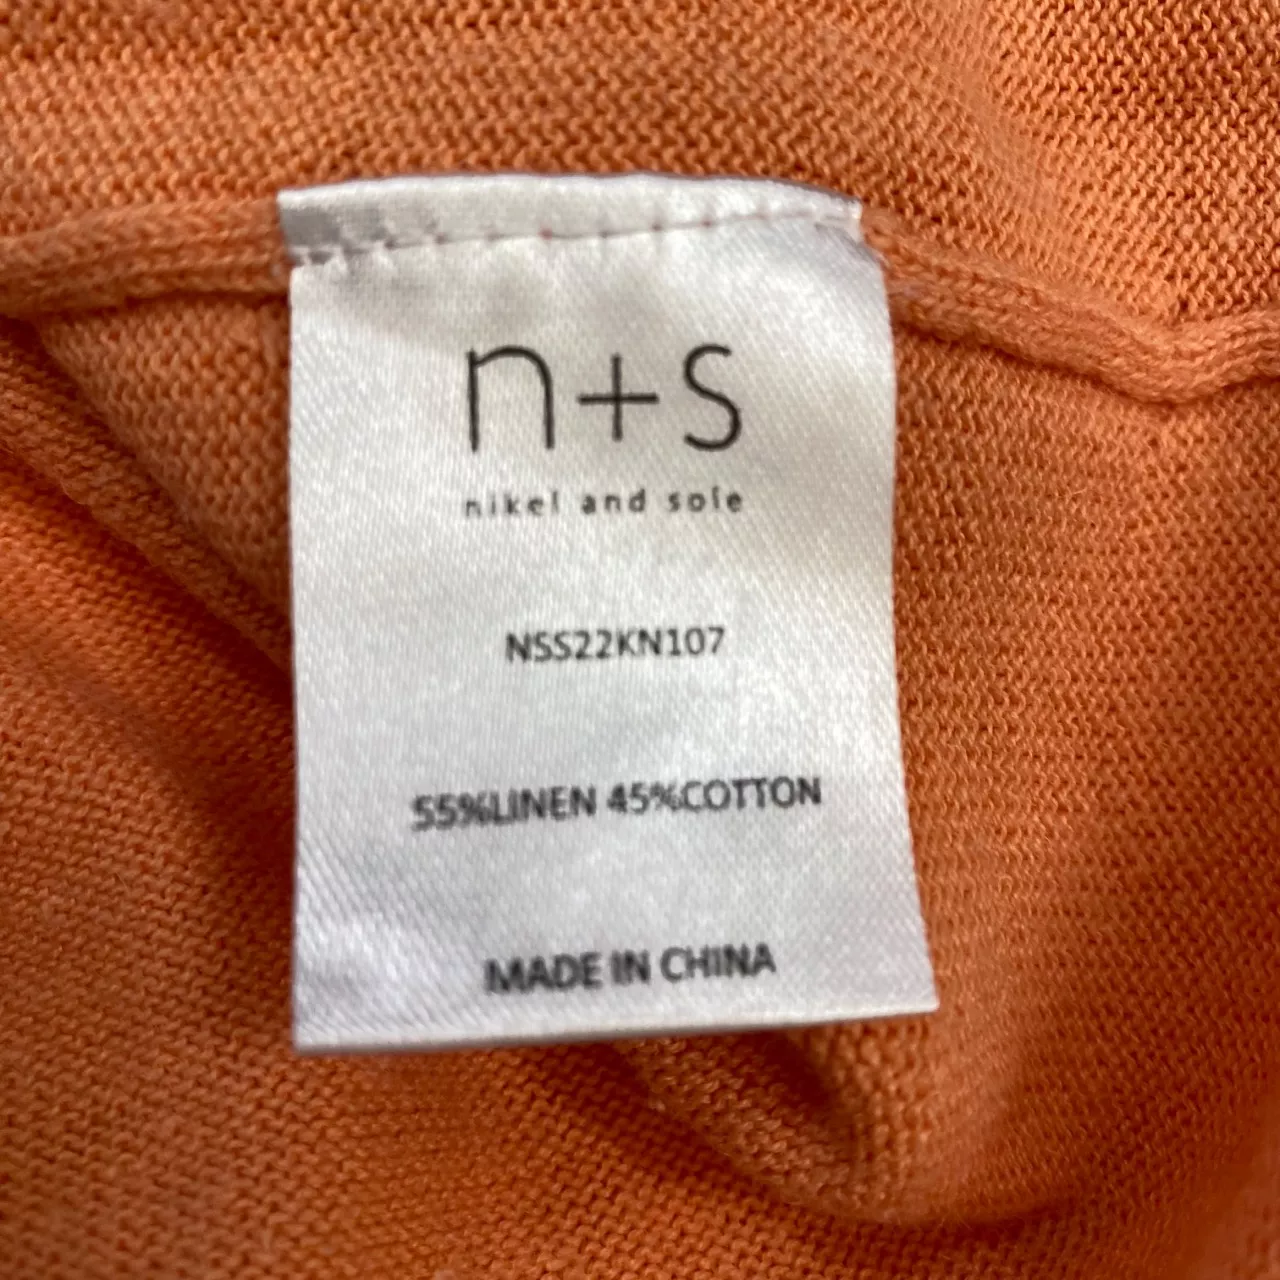 n+s
nikel and sole
NSS22KN107
55%LINEN 45%COTTON
MADE IN CHINA